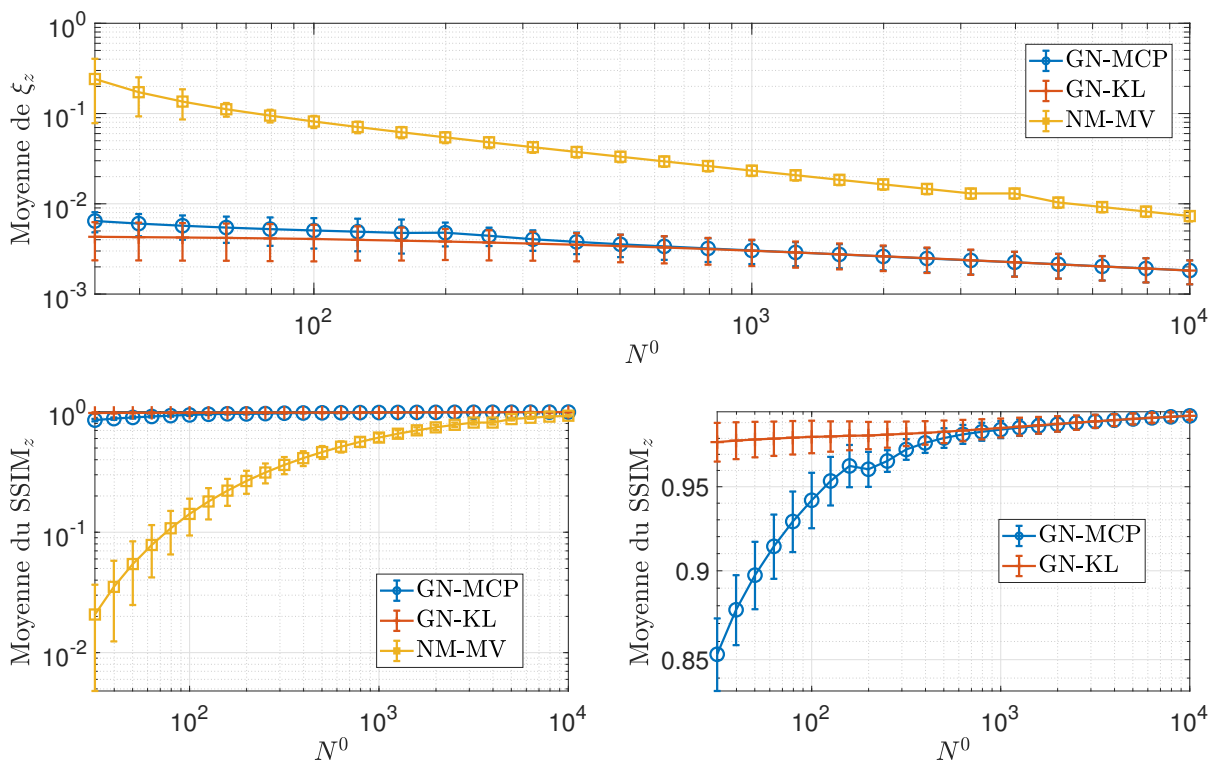 10^0
10^-1
10^-2
10^-3
Moyenne de ξ_z
GN-MCP
GN-KL
NM-MV
10^2
10^3
10^4
N^0
10^0
10^-1
10^-2
Moyenne du SSIM_z
GN-MCP
GN-KL
NM-MV
10^2
10^3
10^4
N^0
0.95
0.9
0.85
Moyenne du SSIM_z
GN-MCP
GN-KL
10^2
10^3
10^4
N^0